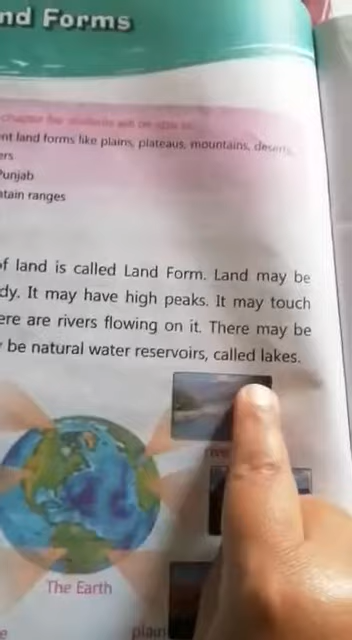 nd Forms
nt land forms like plains, plateaus, mountains, deserts,
ers
Punjab
tain ranges
f land is called Land Form. Land may be
dy. It may have high peaks. It may touch
ere are rivers flowing on it. There may be
be natural water reservoirs, called lakes.
The Earth